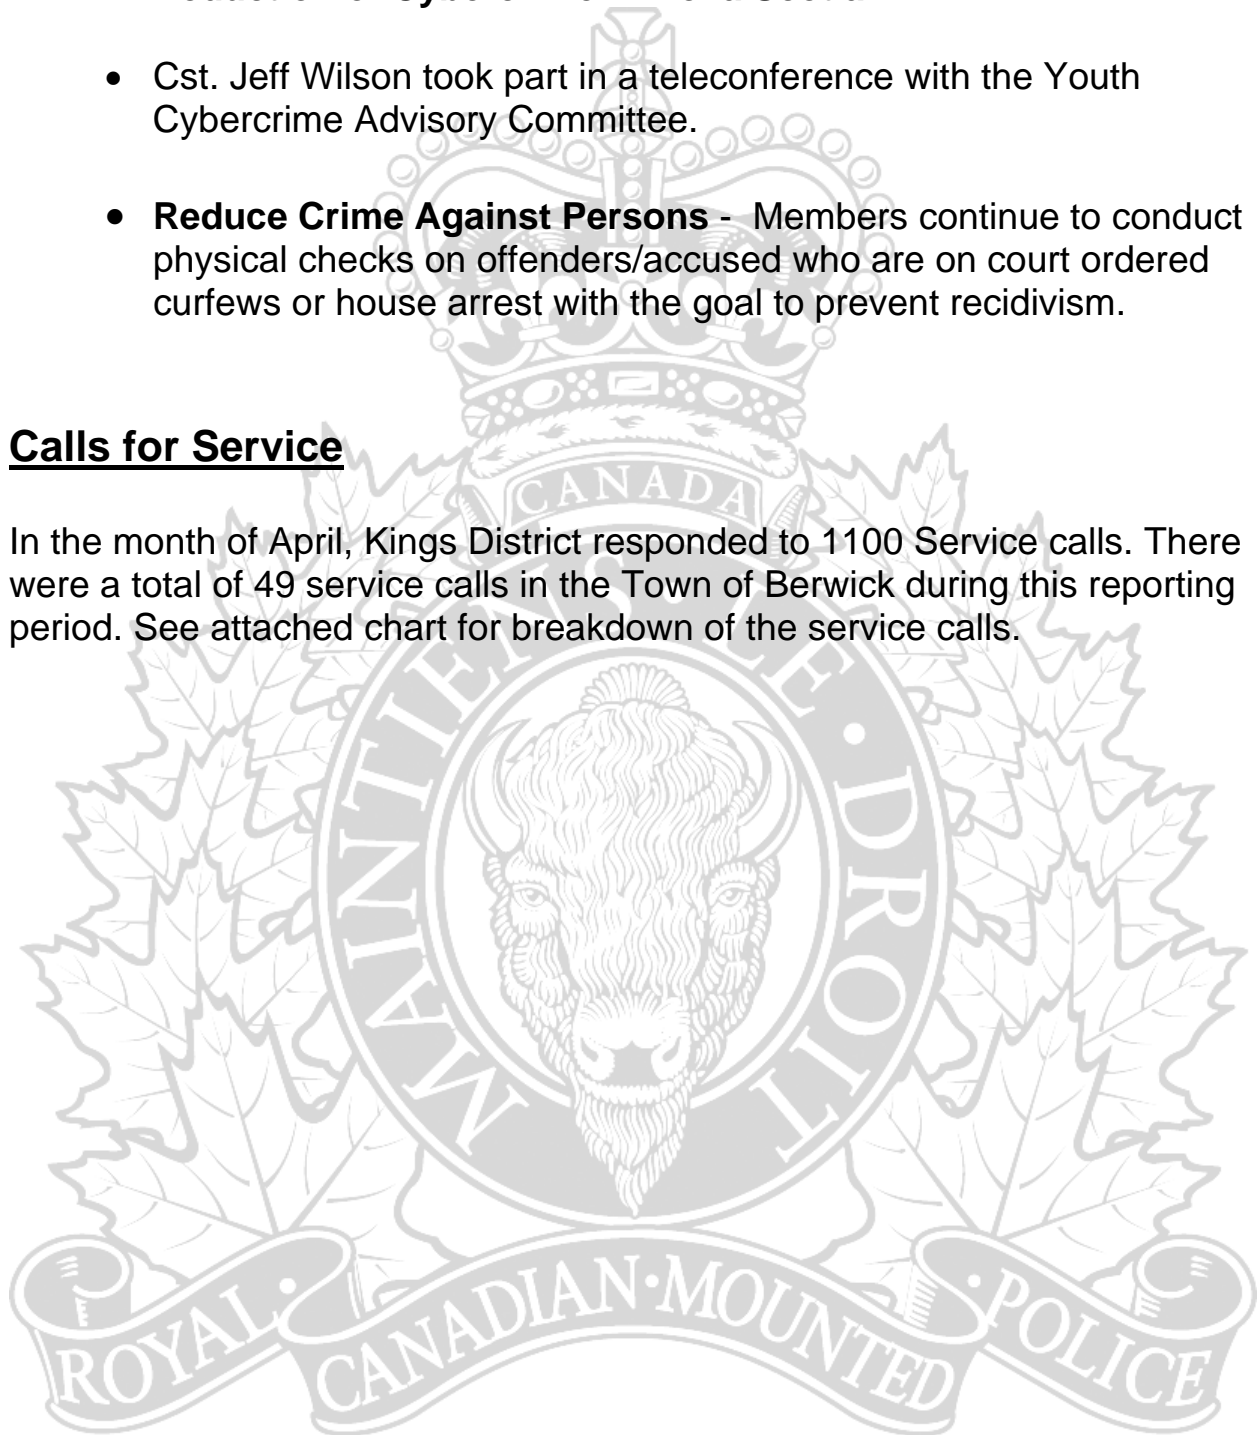 Cst. Jeff Wilson took part in a teleconference with the Youth
Cybercrime Advisory Committee.
Reduce Crime Against Persons - Members continue to conduct
physical checks on offenders/accused who are on court ordered
curfews or house arrest with the goal to prevent recidivism.
Calls for Service
In the month of April, Kings District responded to 1100 Service calls. There
were a total of 49 service calls in the Town of Berwick during this reporting
period. See attached chart for breakdown of the service calls.
CANADA
MAINTIENS · LE · DROIT
ROYAL · CANADIAN · MOUNTED · POLICE